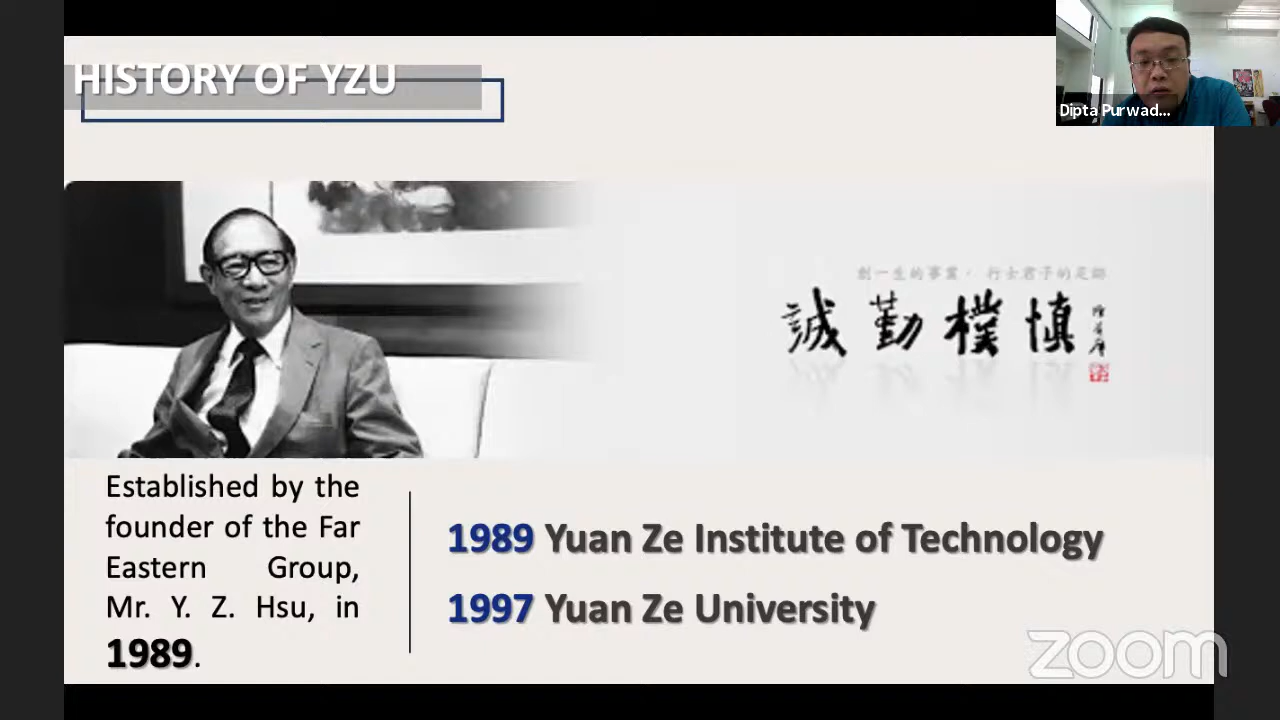 HISTORY OF YZU
Dipta Purwad...
創一生的事業，行士君子的足跡
誠勤樸慎
Established by the
founder of the Far
Eastern Group,
Mr. Y. Z. Hsu, in
1989.
1989 Yuan Ze Institute of Technology
1997 Yuan Ze University
zoom